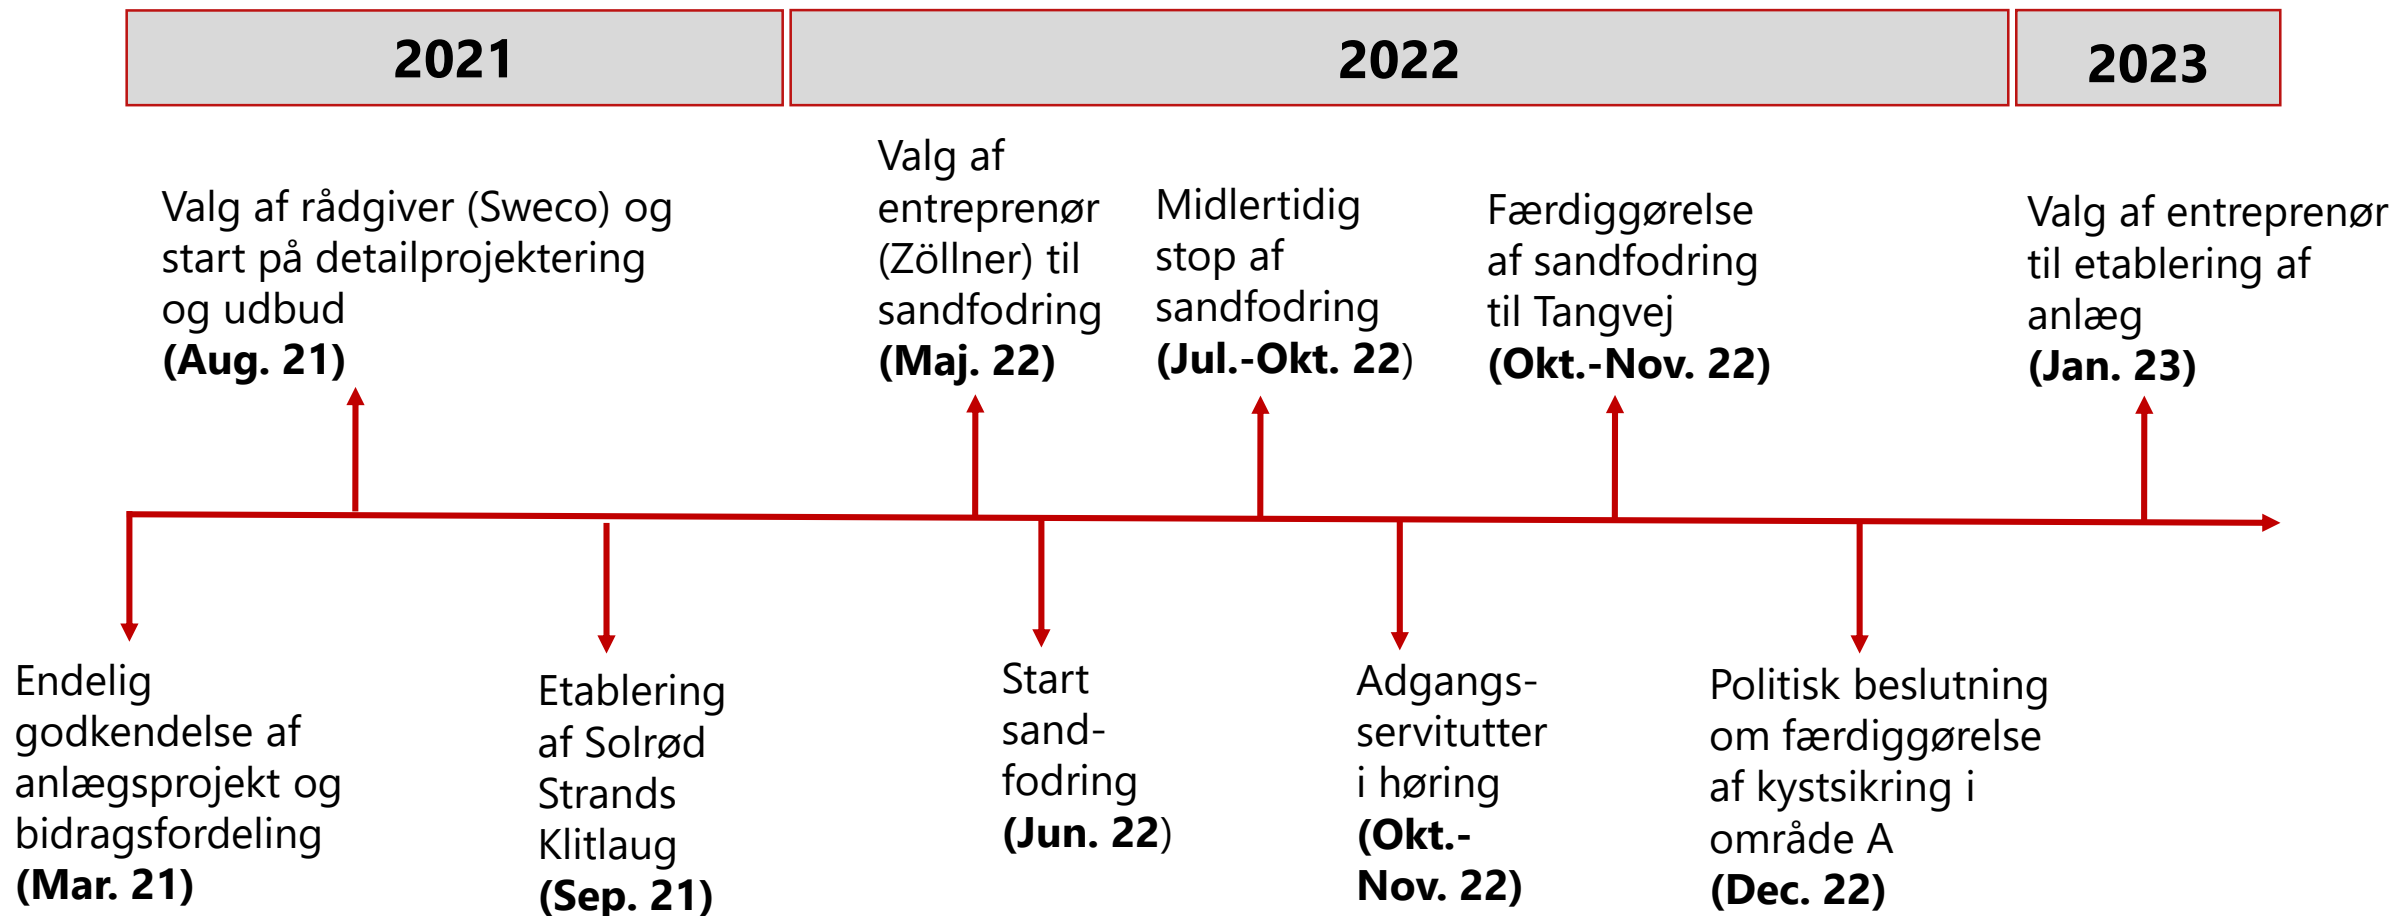 2021
2022
2023
Valg af rådgiver (Sweco) og
start på detailprojektering
og udbud
(Aug. 21)
Valg af
entreprenør
(Zöllner) til
sandfodring
(Maj. 22)
Midlertidig
stop af
sandfodring
(Jul.-Okt. 22)
Færdiggørelse
af sandfodring
til Tangvej
(Okt.-Nov. 22)
Valg af entreprenør
til etablering af
anlæg
(Jan. 23)
Endelig
godkendelse af
anlægsprojekt og
bidragsfordeling
(Mar. 21)
Etablering
af Solrød
Strands
Klitlaug
(Sep. 21)
Start
sand-
fodring
(Jun. 22)
Adgangs-
servitutter
i høring
(Okt.-
Nov. 22)
Politisk beslutning
om færdiggørelse
af kystsikring i
område A
(Dec. 22)